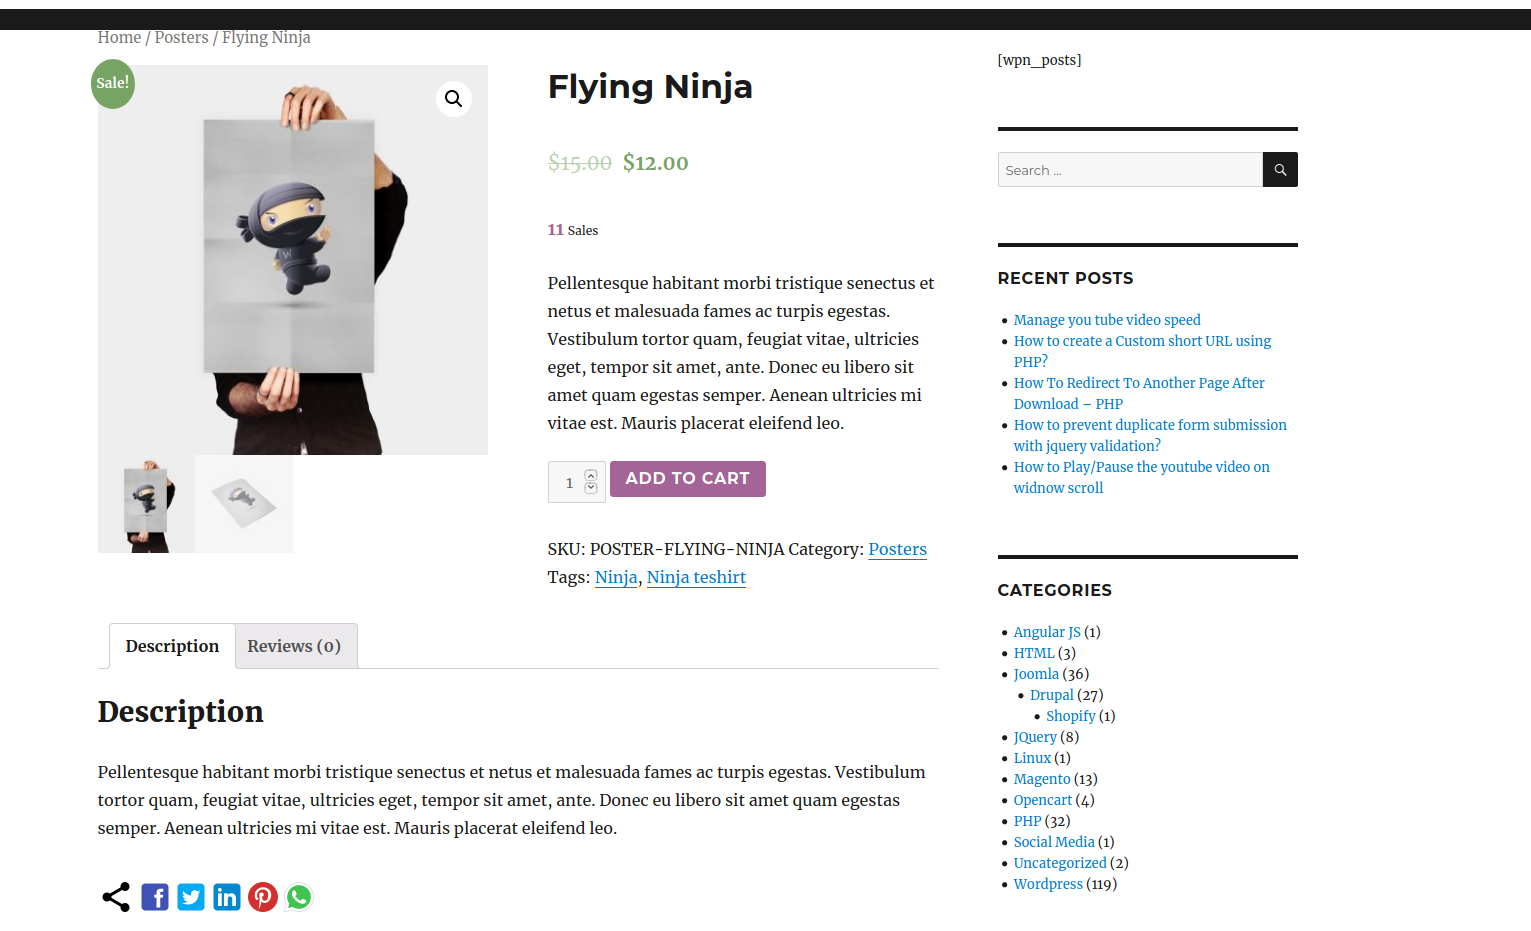 Home / Posters / Flying Ninja
Sale!
W
Flying Ninja
$15.00 $12.00
11 Sales
Pellentesque habitant morbi tristique senectus et
netus et malesuada fames ac turpis egestas.
Vestibulum tortor quam, feugiat vitae, ultricies
eget, tempor sit amet, ante. Donec eu libero sit
amet quam egestas semper. Aenean ultricies mi
vitae est. Mauris placerat eleifend leo.
1 ADD TO CART
SKU: POSTER-FLYING-NINJA Category: Posters
Tags: Ninja, Ninja teshirt
Description Reviews (0)
Description
Pellentesque habitant morbi tristique senectus et netus et malesuada fames ac turpis egestas. Vestibulum
tortor quam, feugiat vitae, ultricies eget, tempor sit amet, ante. Donec eu libero sit amet quam egestas
semper. Aenean ultricies mi vitae est. Mauris placerat eleifend leo.
[wpn_posts]
Search ...
RECENT POSTS
Manage you tube video speed
How to create a Custom short URL using
PHP?
How To Redirect To Another Page After
Download – PHP
How to prevent duplicate form submission
with jquery validation?
How to Play/Pause the youtube video on
widnow scroll
CATEGORIES
Angular JS (1)
HTML (3)
Joomla (36)
Drupal (27)
Shopify (1)
JQuery (8)
Linux (1)
Magento (13)
Opencart (4)
PHP (32)
Social Media (1)
Uncategorized (2)
Wordpress (119)